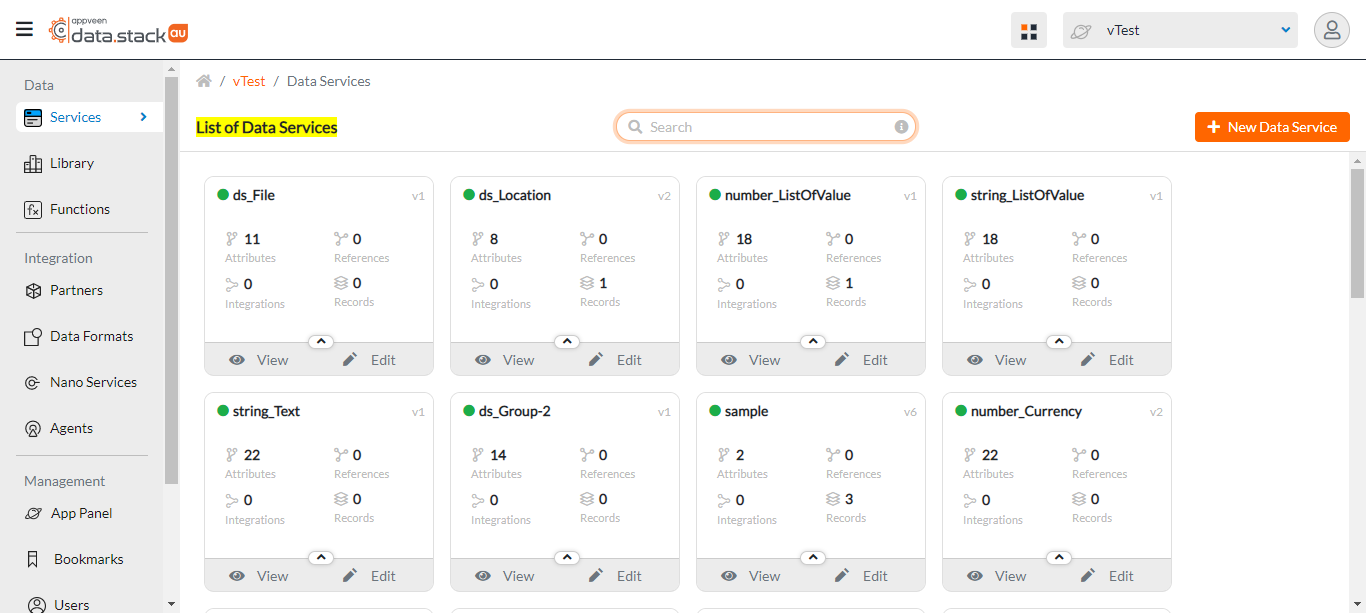 appveen
data.stack au
vTest
Data
Services
Library
Functions
Integration
Partners
Data Formats
Nano Services
Agents
Management
App Panel
Bookmarks
Users
/ vTest / Data Services
List of Data Services
Search
+ New Data Service
ds_File v1
11 0
Attributes References
0 0
Integrations Records
View Edit
ds_Location v2
8 0
Attributes References
0 1
Integrations Records
View Edit
number_ListOfValue v1
18 0
Attributes References
0 1
Integrations Records
View Edit
string_ListOfValue v1
18 0
Attributes References
0 0
Integrations Records
View Edit
string_Text v1
22 0
Attributes References
0 0
Integrations Records
View Edit
ds_Group-2 v1
14 0
Attributes References
0 0
Integrations Records
View Edit
sample v6
2 0
Attributes References
0 3
Integrations Records
View Edit
number_Currency v2
22 0
Attributes References
0 0
Integrations Records
View Edit